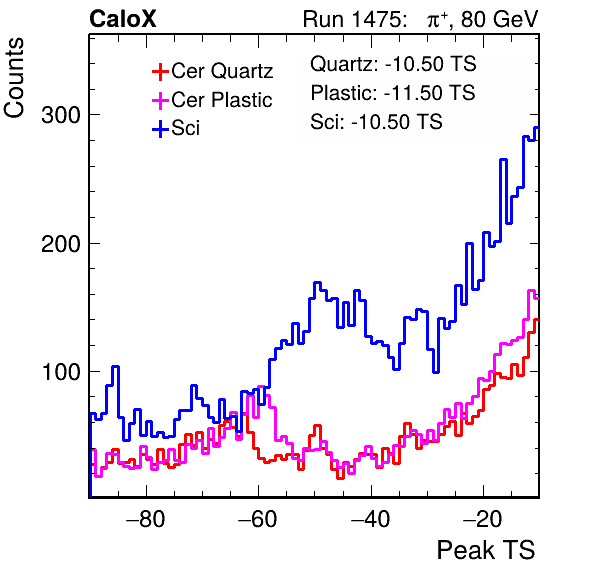 CaloX Run 1475: π⁺, 80 GeV
Counts
Cer Quartz
Cer Plastic
Sci
Quartz: -10.50 TS
Plastic: -11.50 TS
Sci: -10.50 TS
300
200
100
−80 −60 −40 −20
Peak TS